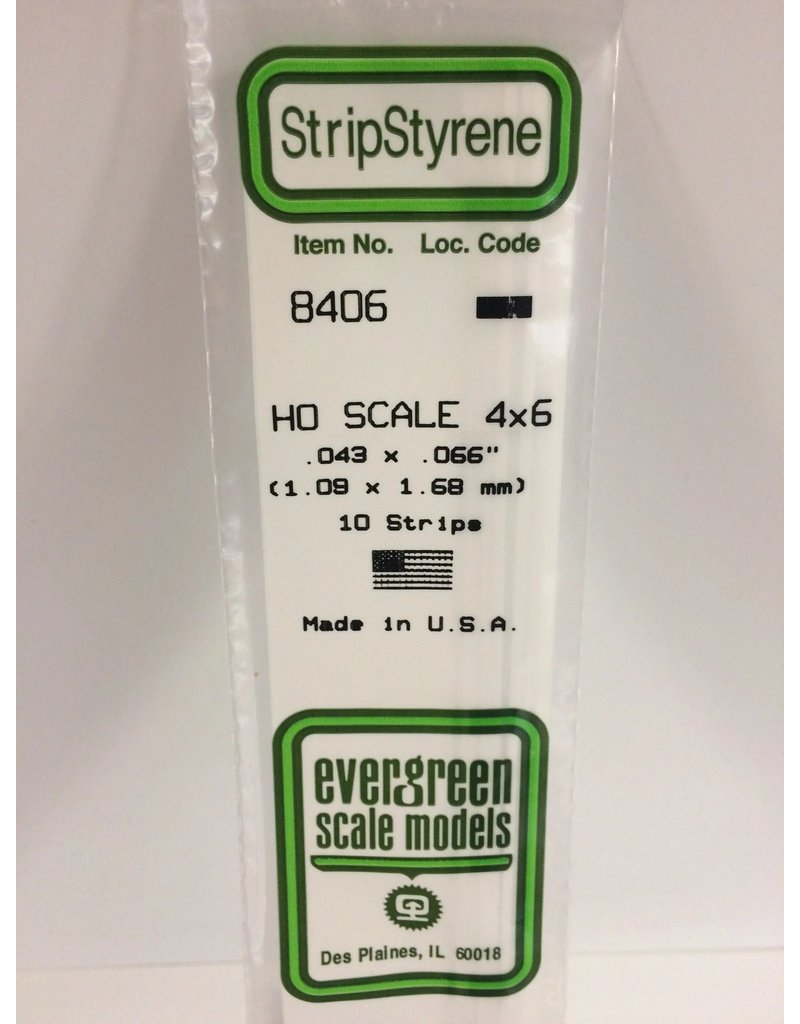 StripStyrene
Item No. Loc. Code
8406
HO SCALE 4x6
.043 x .066"
(1.09 x 1.68 mm)
10 Strips
Made in U.S.A.
evergreen
scale models
Des Plaines, IL 60018